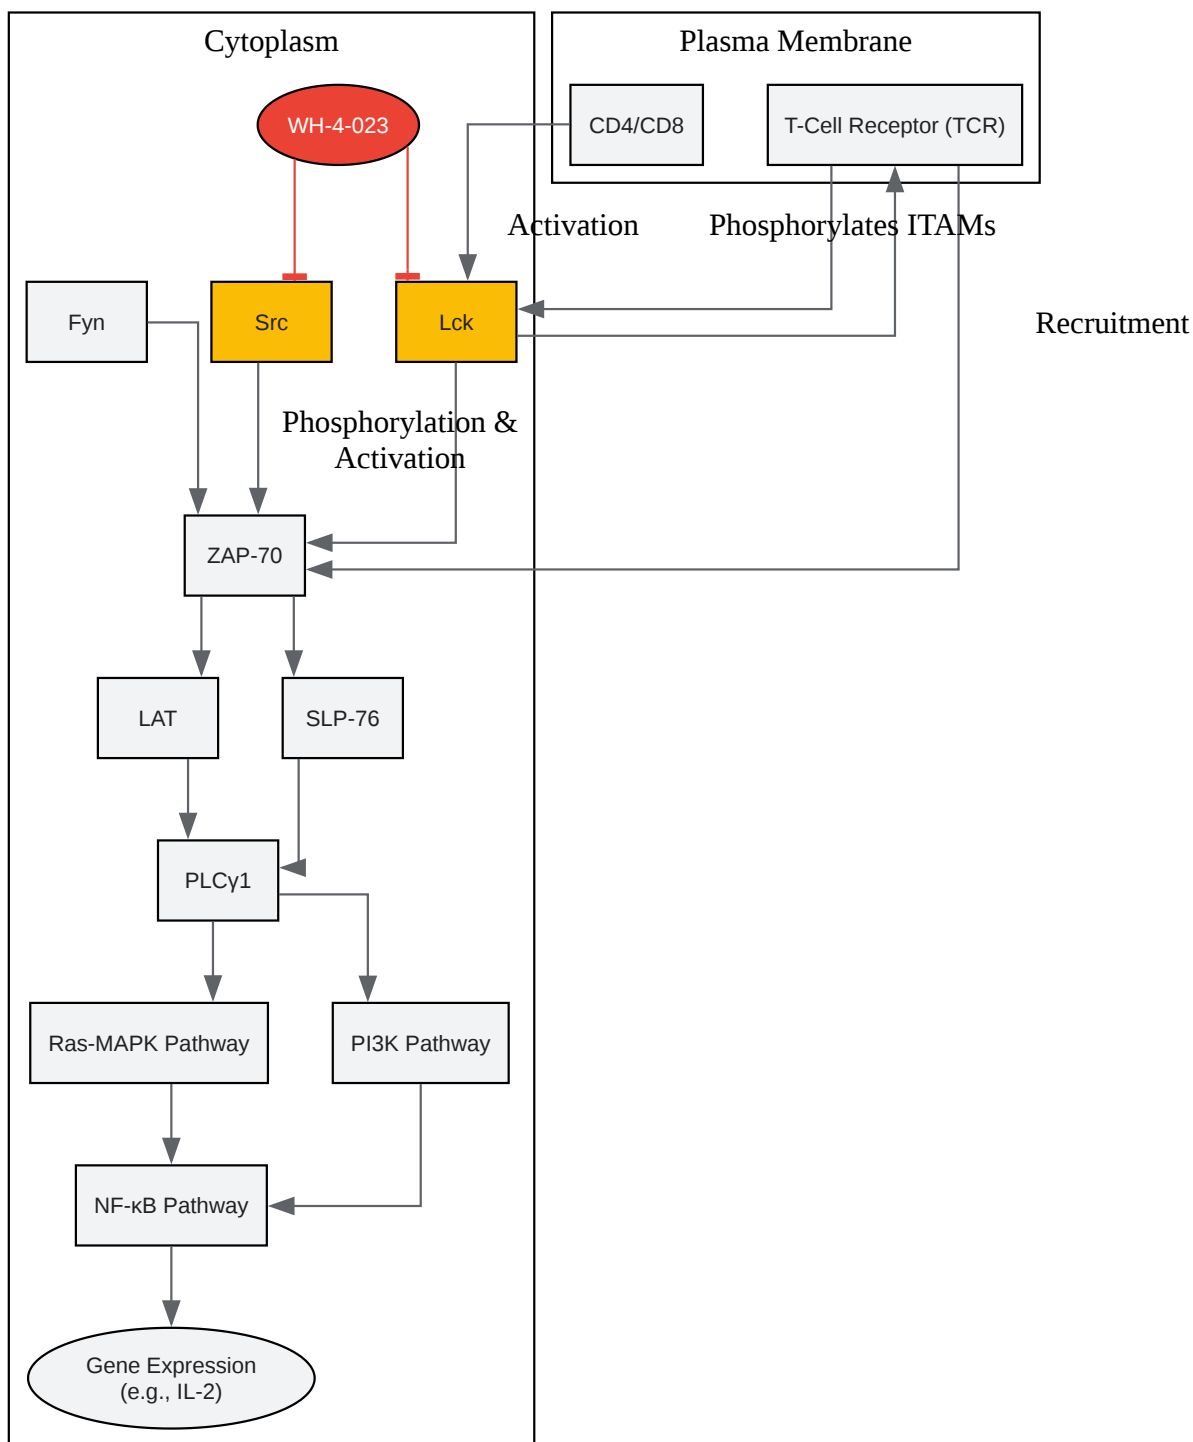 Cytoplasm
Plasma Membrane
WH-4-023
CD4/CD8
T-Cell Receptor (TCR)
Activation
Phosphorylates ITAMs
Fyn
Src
Lck
Recruitment
Phosphorylation &
Activation
ZAP-70
LAT
SLP-76
PLCγ1
Ras-MAPK Pathway
PI3K Pathway
NF-κB Pathway
Gene Expression
(e.g., IL-2)